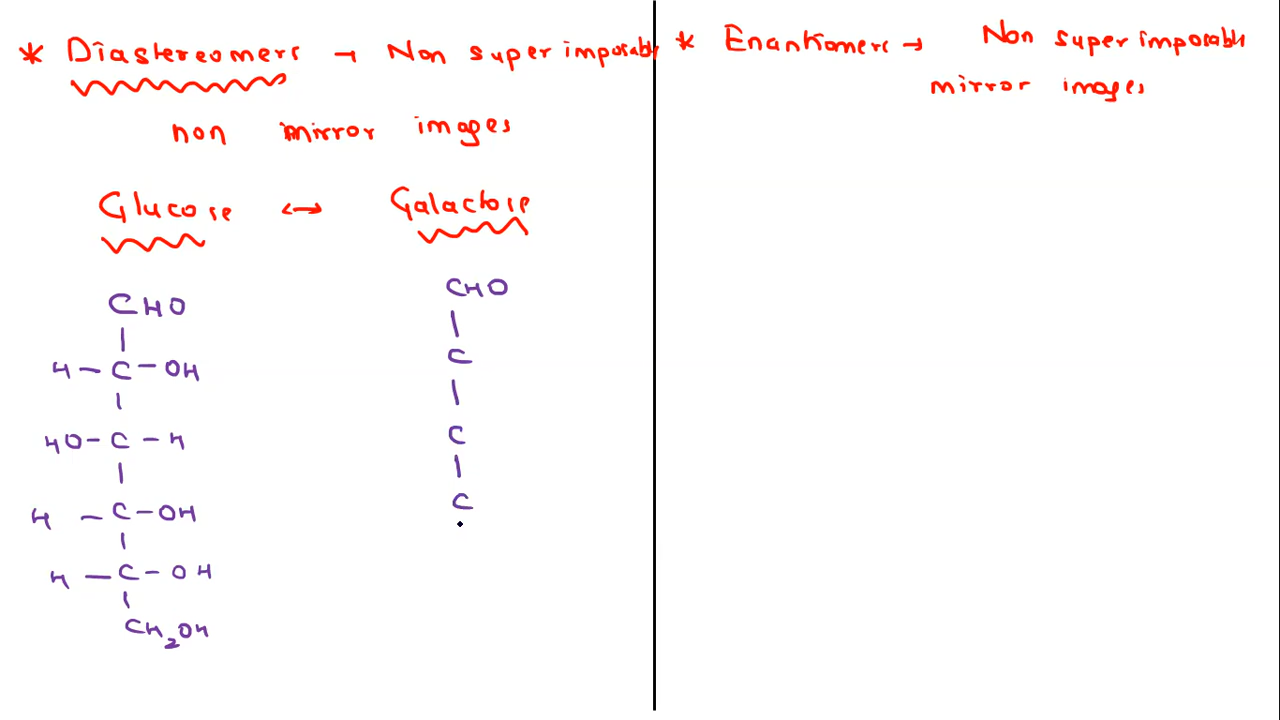 * Diastereomers → Non super imposable
non mirror images
Glucose ↔ Galactose
CHO
|
H – C – OH
|
HO – C – H
|
H – C – OH
|
H – C – OH
|
CH2OH
CHO
|
C
|
C
|
C
* Enantiomers → Non super imposable
mirror images